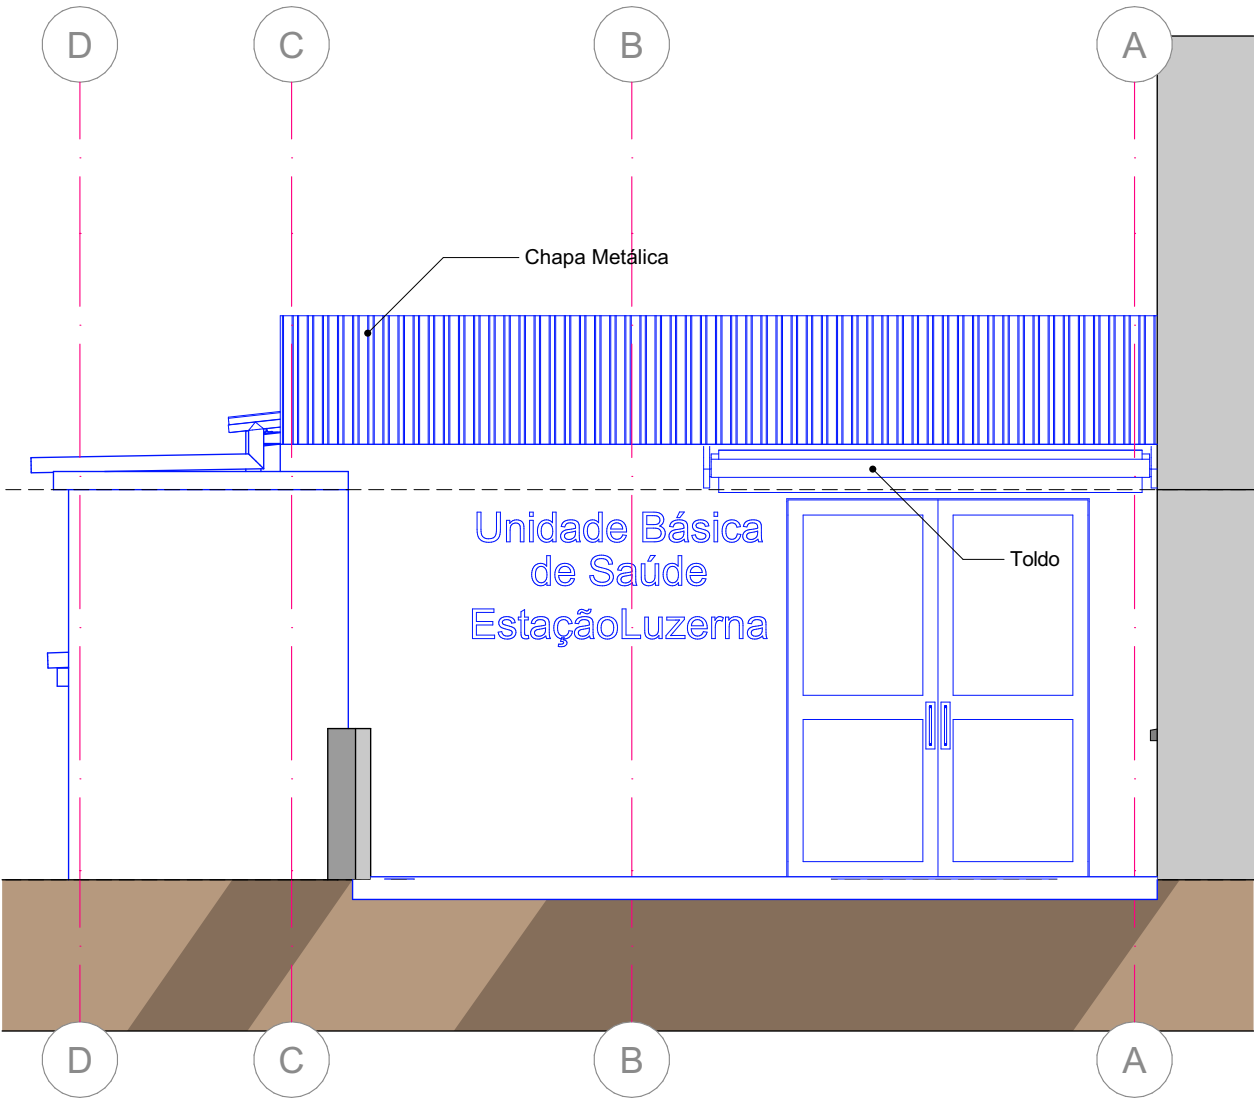 D C B A
Chapa Metálica
Unidade Básica
de Saúde
Toldo
EstaçãoLuzerna
D C B A